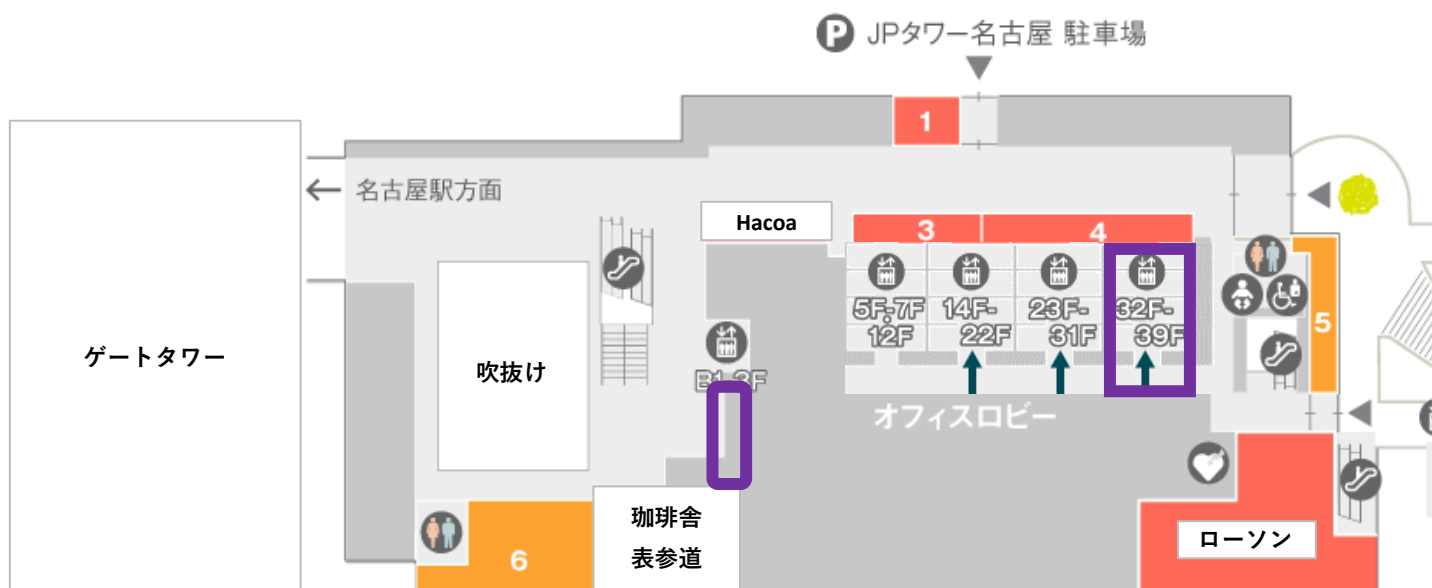 P JPタワー名古屋 駐車場
1
← 名古屋駅方面
Hacoa
3
4
5F・7F
12F
14F-
22F
23F-
31F
32F-
39F
5
ゲートタワー
吹抜け
B1-3F
オフィスロビー
珈琲舎
表参道
ローソン
6